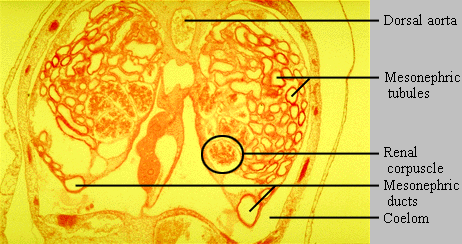 Dorsal aorta
Mesonephric
tubules
Renal
corpuscle
Mesonephric
ducts
Coelom